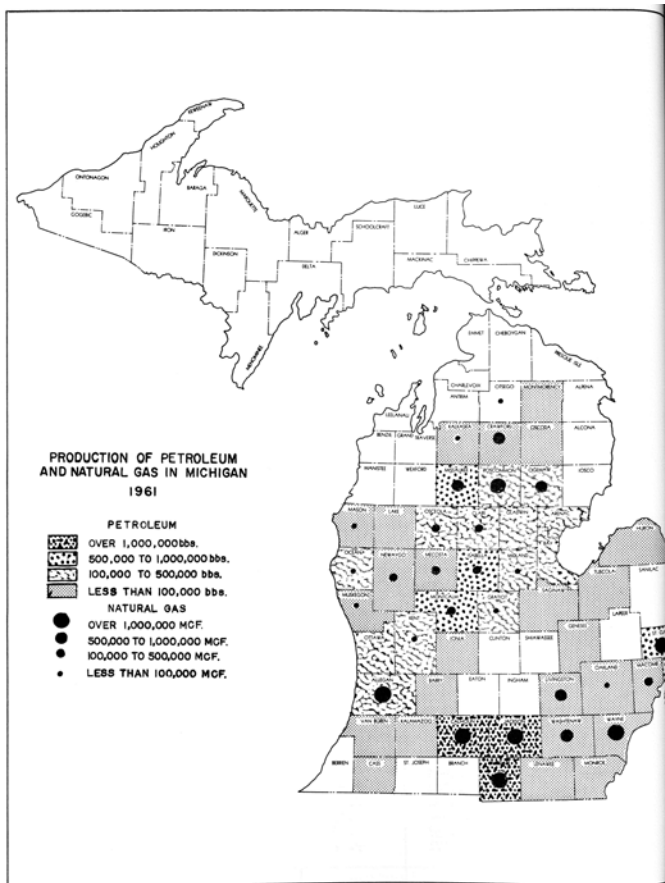 KEWEENAW
HOUGHTON
ONTONAGON
BARAGA
GOGEBIC
MARQUETTE
LUCE
ALGER
SCHOOLCRAFT
IRON
MACKINAC
CHIPPEWA
DICKINSON
DELTA
MENOMINEE
EMMET
CHEBOYGAN
PRESQUE ISLE
CHARLEVOIX
ANTRIM
OTSEGO
MONTMORENCY
ALPENA
LEELANAU
BENZIE
GRAND TRAVERSE
KALKASKA
CRAWFORD
OSCODA
ALCONA
MANISTEE
WEXFORD
MISSAUKEE
ROSCOMMON
OGEMAW
IOSCO
PRODUCTION OF PETROLEUM
AND NATURAL GAS IN MICHIGAN
1961
PETROLEUM
OVER 1,000,000 bbs.
500,000 TO 1,000,000 bbs.
100,000 TO 500,000 bbs.
LESS THAN 100,000 bbs.
NATURAL GAS
OVER 1,000,000 MCF.
500,000 TO 1,000,000 MCF.
100,000 TO 500,000 MCF.
LESS THAN 100,000 MCF.
MASON
LAKE
OSCEOLA
GLADWIN
HURON
OCEANA
NEWAYGO
MECOSTA
TUSCOLA
SANILAC
MUSKEGON
SAGINAW
GRATIOT
KENT
OTTAWA
IONIA
CLINTON
SHIAWASSEE
GENESEE
LAPEER
ALLEGAN
BARRY
EATON
INGHAM
LIVINGSTON
OAKLAND
MACOMB
VAN BUREN
KALAMAZOO
WASHTENAW
WAYNE
BERRIEN
CASS
ST JOSEPH
BRANCH
LENAWEE
MONROE